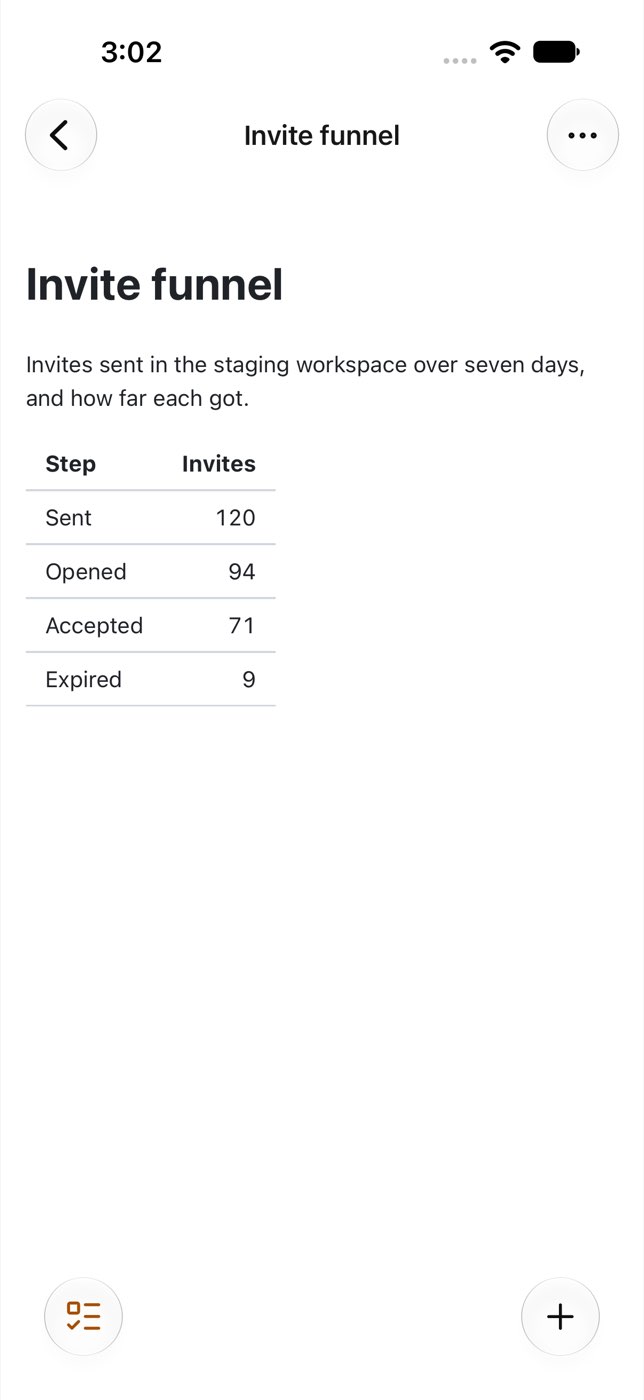 3:02
Invite funnel
Invite funnel
Invites sent in the staging workspace over seven days,
and how far each got.
Step Invites
Sent 120
Opened 94
Accepted 71
Expired 9